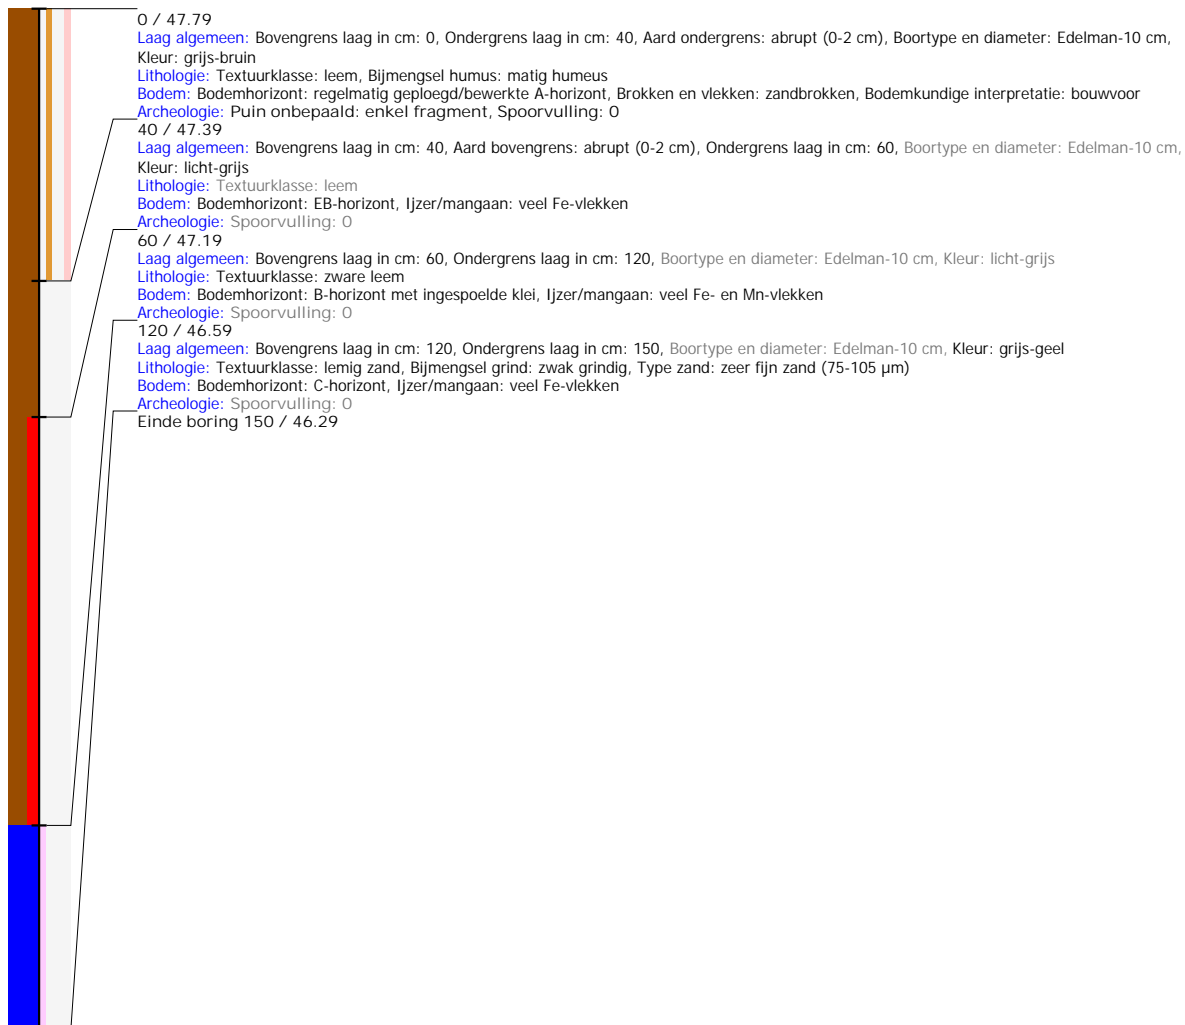 0 / 47.79
Laag algemeen: Bovengrens laag in cm: 0, Ondergrens laag in cm: 40, Aard ondergrens: abrupt (0-2 cm), Boortype en diameter: Edelman-10 cm,
Kleur: grijs-bruin
Lithologie: Textuurklasse: leem, Bijmengsel humus: matig humeus
Bodem: Bodemhorizont: regelmatig geploegd/bewerkte A-horizont, Brokken en vlekken: zandbrokken, Bodemkundige interpretatie: bouwvoor
Archeologie: Puin onbepaald: enkel fragment, Spoorvulling: 0
40 / 47.39
Laag algemeen: Bovengrens laag in cm: 40, Aard bovengrens: abrupt (0-2 cm), Ondergrens laag in cm: 60, Boortype en diameter: Edelman-10 cm,
Kleur: licht-grijs
Lithologie: Textuurklasse: leem
Bodem: Bodemhorizont: EB-horizont, Ijzer/mangaan: veel Fe-vlekken
Archeologie: Spoorvulling: 0
60 / 47.19
Laag algemeen: Bovengrens laag in cm: 60, Ondergrens laag in cm: 120, Boortype en diameter: Edelman-10 cm, Kleur: licht-grijs
Lithologie: Textuurklasse: zware leem
Bodem: Bodemhorizont: B-horizont met ingespoelde klei, Ijzer/mangaan: veel Fe- en Mn-vlekken
Archeologie: Spoorvulling: 0
120 / 46.59
Laag algemeen: Bovengrens laag in cm: 120, Ondergrens laag in cm: 150, Boortype en diameter: Edelman-10 cm, Kleur: grijs-geel
Lithologie: Textuurklasse: lemig zand, Bijmengsel grind: zwak grindig, Type zand: zeer fijn zand (75-105 µm)
Bodem: Bodemhorizont: C-horizont, Ijzer/mangaan: veel Fe-vlekken
Archeologie: Spoorvulling: 0
Einde boring 150 / 46.29